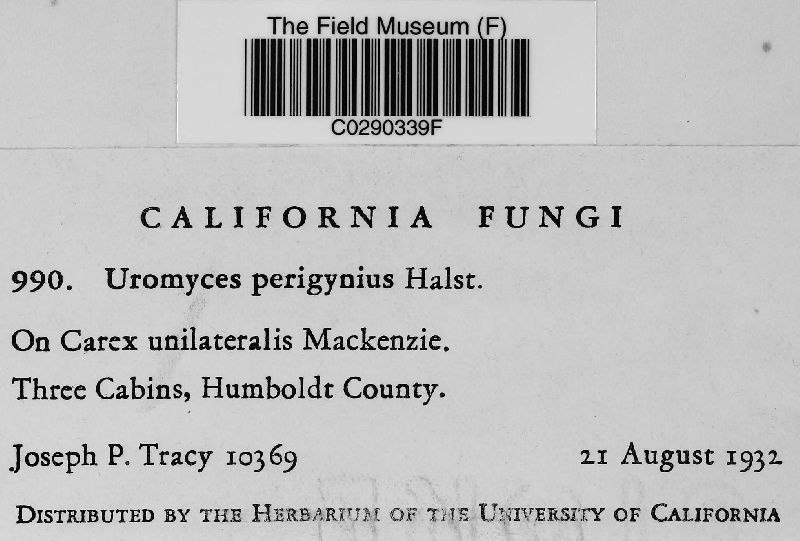 The Field Museum (F)
C0290339F
CALIFORNIA FUNGI
990. Uromyces perigynius Halst.
On Carex unilateralis Mackenzie.
Three Cabins, Humboldt County.
Joseph P. Tracy 10369 21 August 1932
DISTRIBUTED BY THE HERBARIUM OF THE UNIVERSITY OF CALIFORNIA